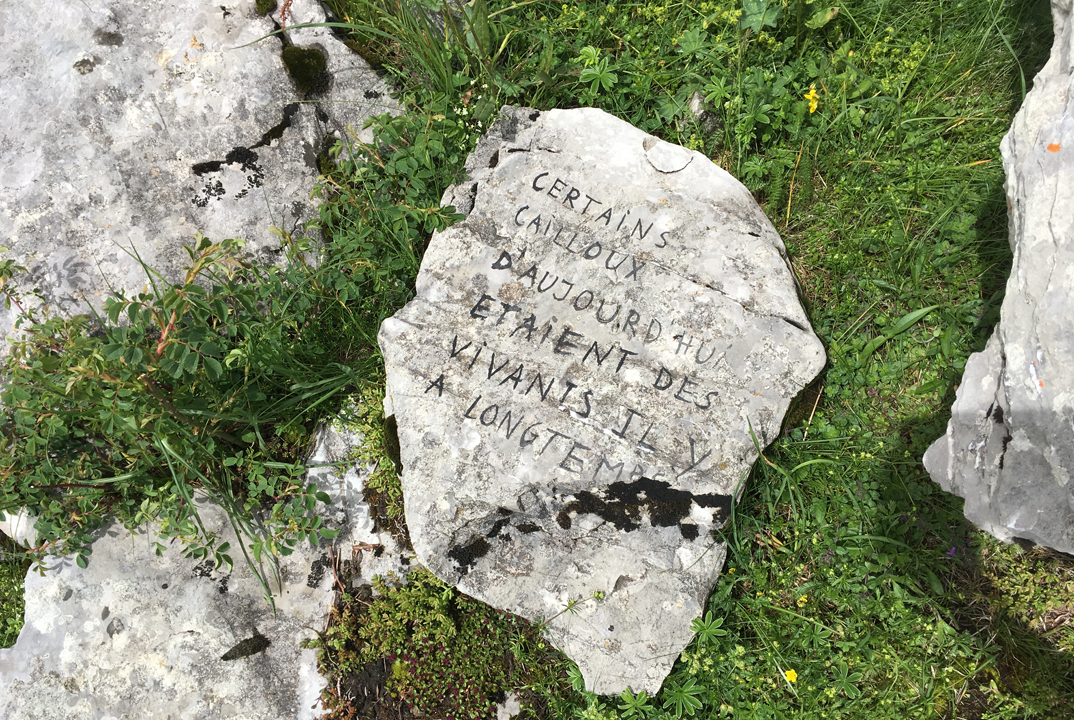 CERTAINS
CAILLOUX
D'AUJOURD'HUI
ETAIENT DES
VIVANTS IL Y
A LONGTEMPS